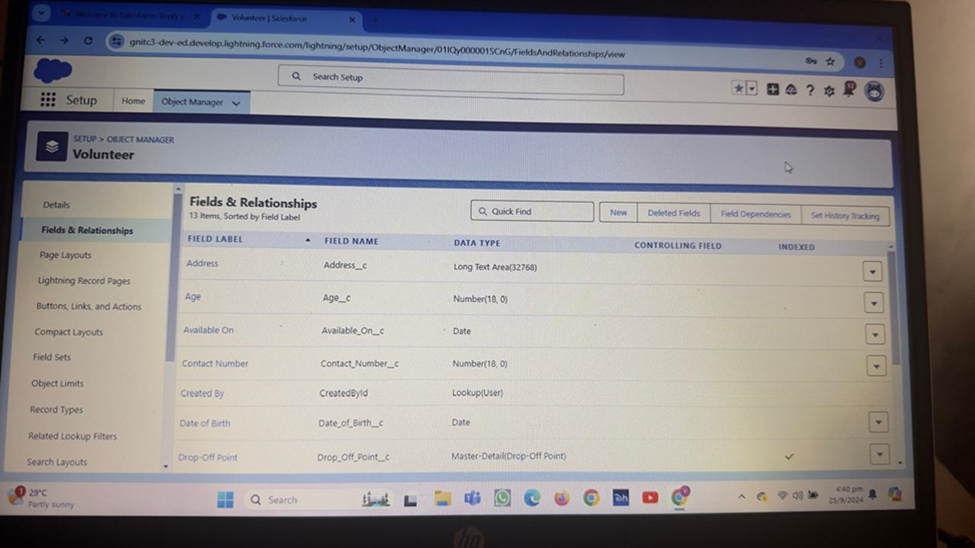 Welcome to Salesforce: Verify y
Volunteer | Salesforce
gnitc3-dev-ed.develop.lightning.force.com/lightning/setup/ObjectManager/01IQy000001SCnG/FieldsAndRelationships/view
Search Setup
Setup Home Object Manager
SETUP > OBJECT MANAGER
Volunteer
Details
Fields & Relationships
Page Layouts
Lightning Record Pages
Buttons, Links, and Actions
Compact Layouts
Field Sets
Object Limits
Record Types
Related Lookup Filters
Search Layouts
Fields & Relationships
13 Items, Sorted by Field Label
Quick Find New Deleted Fields Field Dependencies Set History Tracking
FIELD LABEL FIELD NAME DATA TYPE CONTROLLING FIELD INDEXED
Address Address__c Long Text Area(32768)
Age Age__c Number(18, 0)
Available On Available_On__c Date
Contact Number Contact_Number__c Number(18, 0)
Created By CreatedById Lookup(User)
Date of Birth Date_of_Birth__c Date
Drop-Off Point Drop_Off_Point__c Master-Detail(Drop-Off Point)
29°C
Partly sunny
Search
4:40 pm
25/9/2024
hp